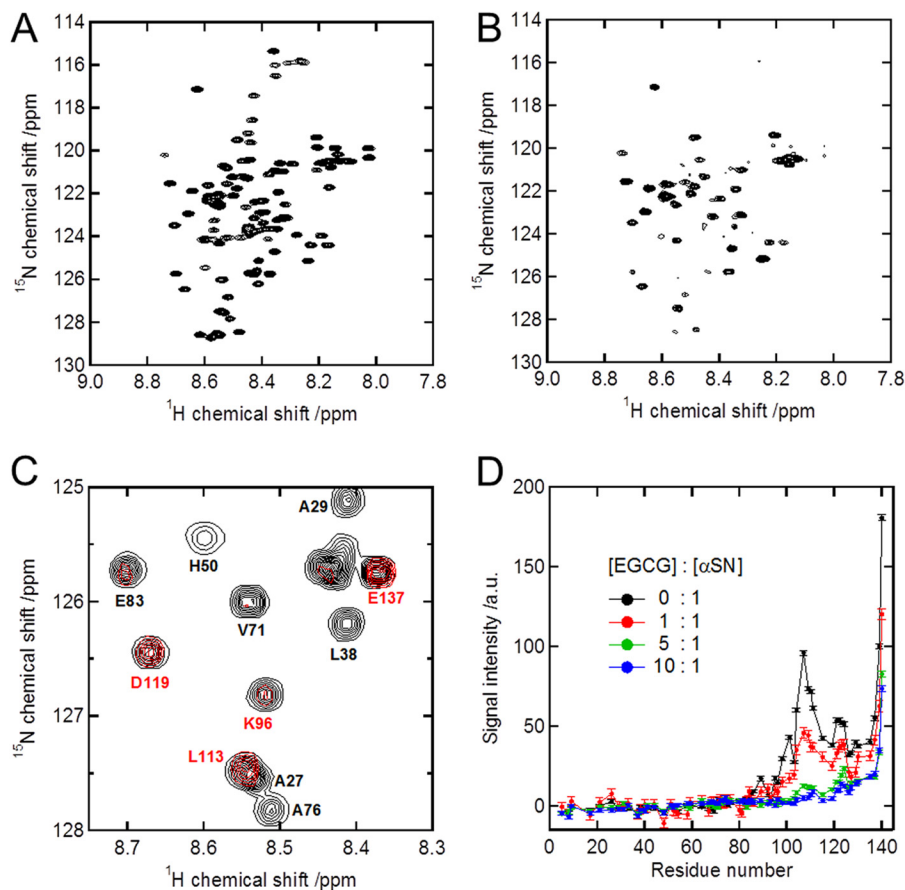 A
114
116
118
120
122
124
126
128
130
9.0 8.8 8.6 8.4 8.2 8.0 7.8
15N chemical shift /ppm
1H chemical shift /ppm
B
114
116
118
120
122
124
126
128
130
9.0 8.8 8.6 8.4 8.2 8.0 7.8
15N chemical shift /ppm
1H chemical shift /ppm
C
125
126
127
128
8.7 8.6 8.5 8.4 8.3
15N chemical shift /ppm
1H chemical shift /ppm
A29
H50
E83
E137
V71
L38
D119
K96
L113
A27
A76
D
200
150
100
50
0
0 20 40 60 80 100 120 140
Signal intensity /a.u.
Residue number
[EGCG] : [αSN]
0 : 1
1 : 1
5 : 1
10 : 1